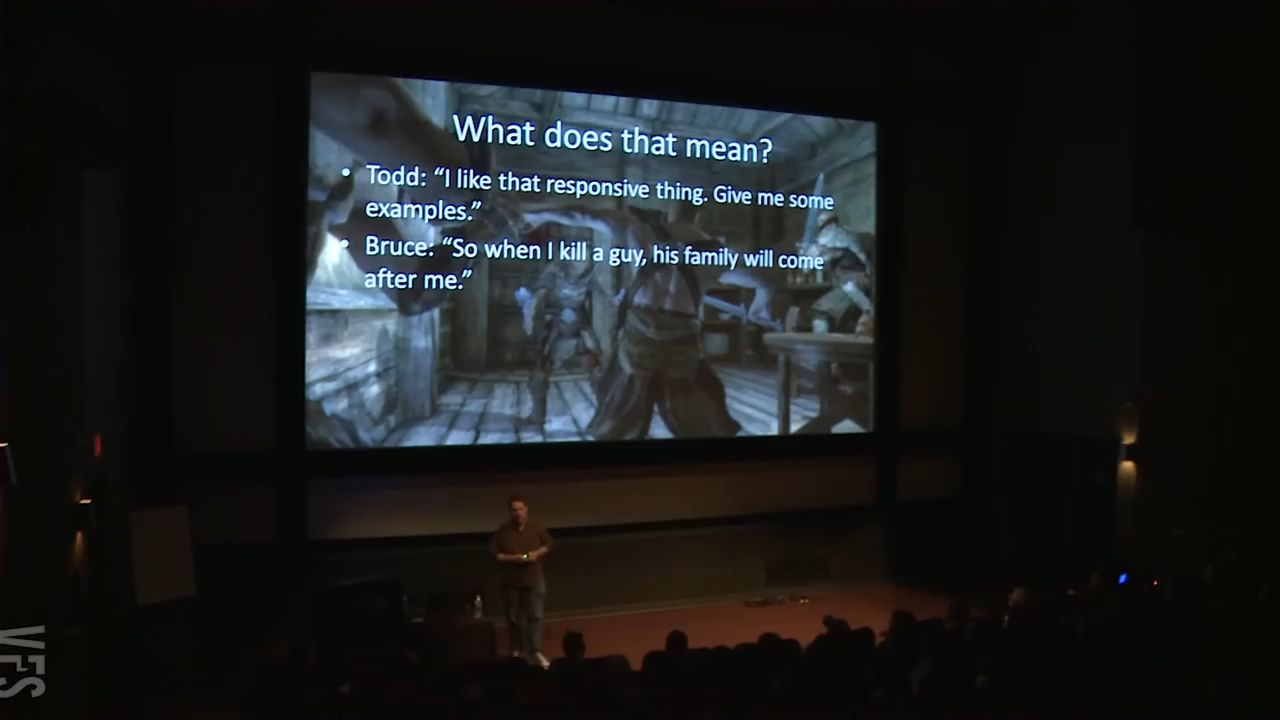 What does that mean?
• Todd: “I like that responsive thing. Give me some
examples.”
• Bruce: “So when I kill a guy, his family will come
after me.”
VFS